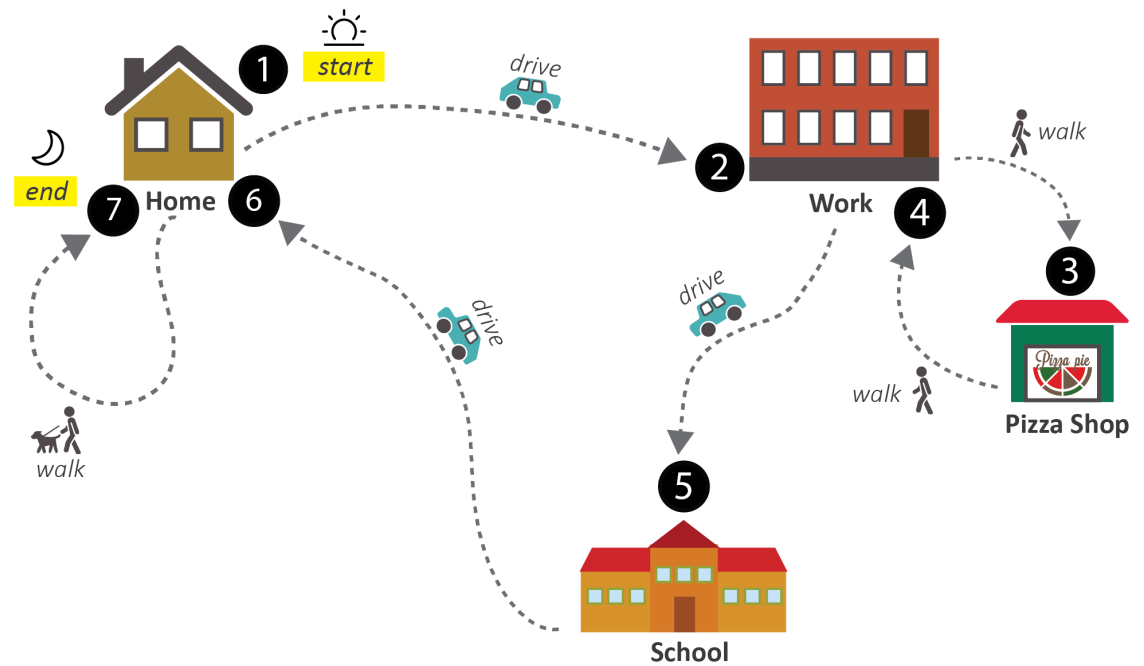 1
start
drive
2
Work
walk
3
Pizza pie
Pizza Shop
walk
4
drive
5
School
drive
6
Home
7
end
walk